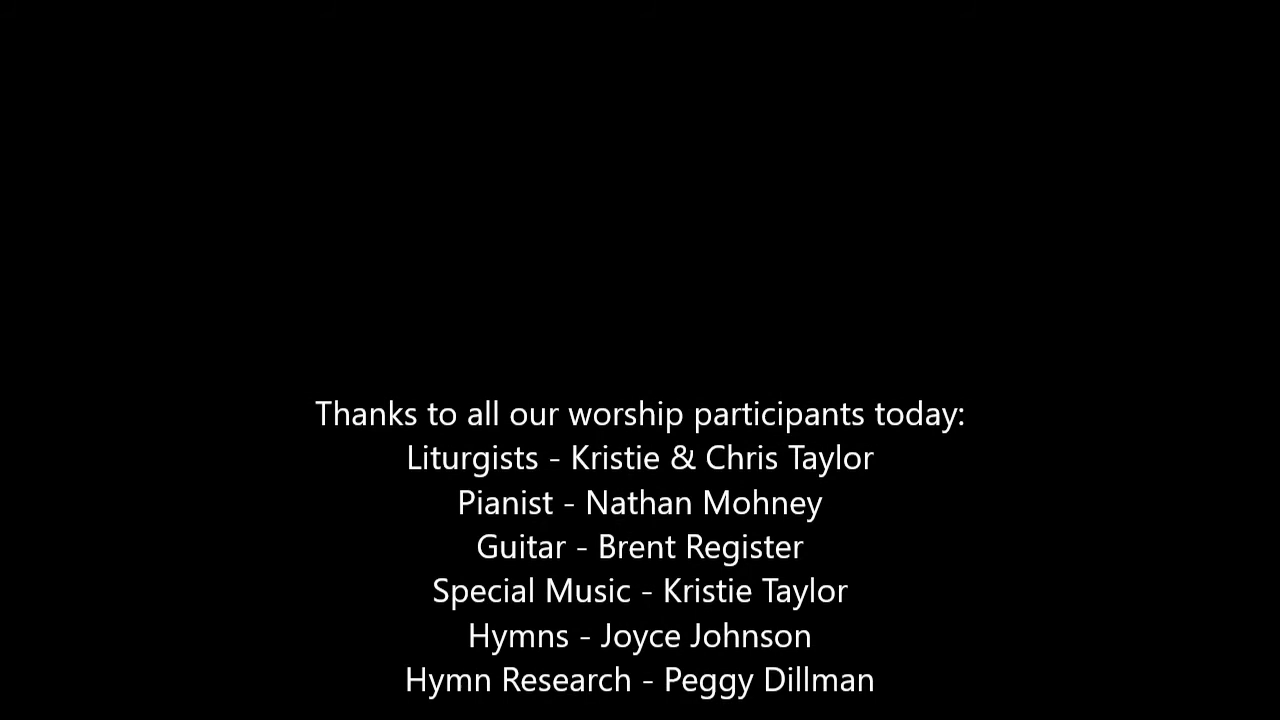 Thanks to all our worship participants today:
Liturgists - Kristie & Chris Taylor
Pianist - Nathan Mohney
Guitar - Brent Register
Special Music - Kristie Taylor
Hymns - Joyce Johnson
Hymn Research - Peggy Dillman